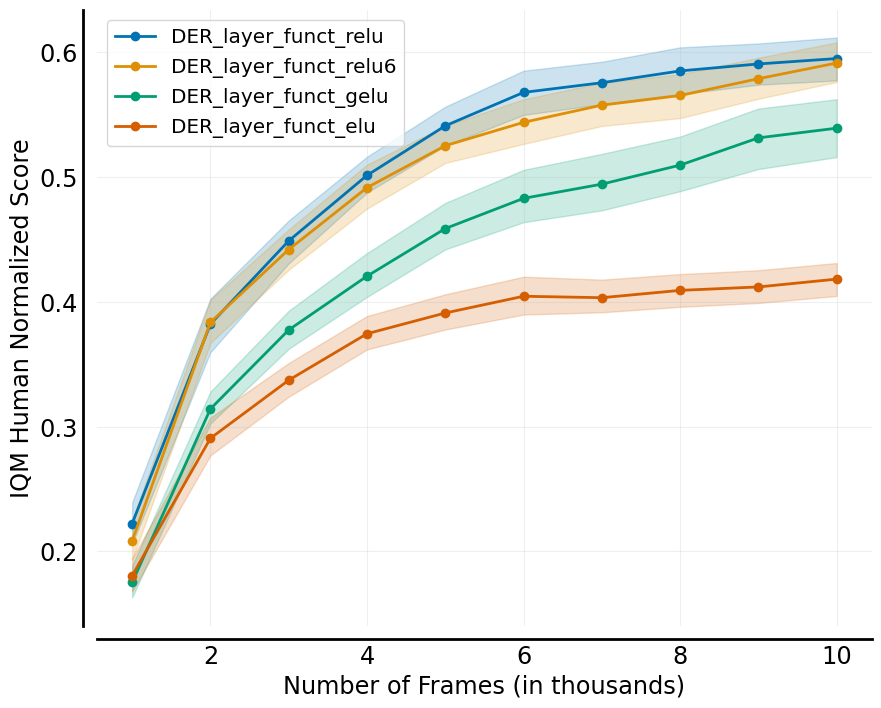 DER_layer_funct_relu
DER_layer_funct_relu6
DER_layer_funct_gelu
DER_layer_funct_elu
IQM Human Normalized Score
0.6
0.5
0.4
0.3
0.2
2 4 6 8 10
Number of Frames (in thousands)